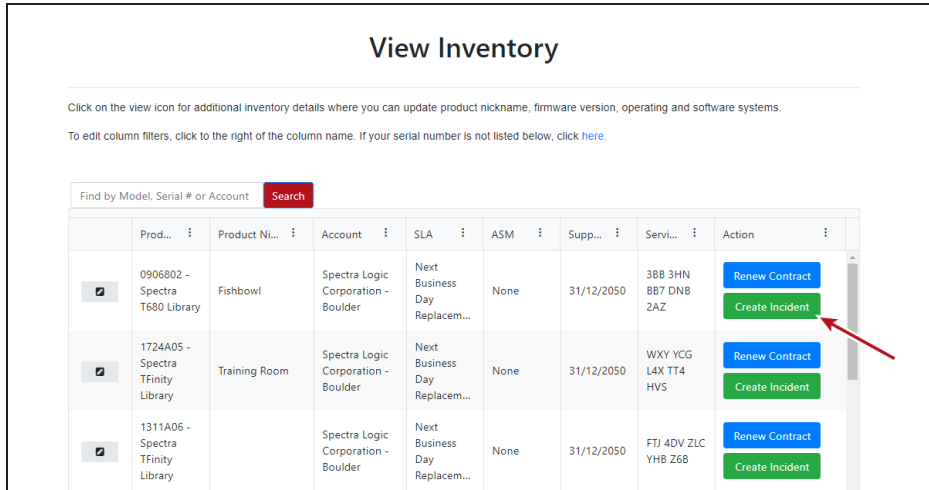 View Inventory
Click on the view icon for additional inventory details where you can update product nickname, firmware version, operating and software systems.
To edit column filters, click to the right of the column name. If your serial number is not listed below, click here.
Find by Model, Serial # or Account Search
Prod... Product Ni... Account SLA ASM Supp... Servi... Action
0906802 -
Spectra
T680 Library
Fishbowl
Spectra Logic
Corporation -
Boulder
Next
Business
Day
Replacem...
None
31/12/2050
3BB 3HN
BB7 DNB
2AZ
Renew Contract
Create Incident
1724A05 -
Spectra
TFinity
Library
Training Room
Spectra Logic
Corporation -
Boulder
Next
Business
Day
Replacem...
None
31/12/2050
WXY YCG
L4X TT4
HVS
Renew Contract
Create Incident
1311A06 -
Spectra
TFinity
Library
Spectra Logic
Corporation -
Boulder
Next
Business
Day
Replacem...
None
31/12/2050
FTJ 4DV ZLC
YHB Z6B
Renew Contract
Create Incident